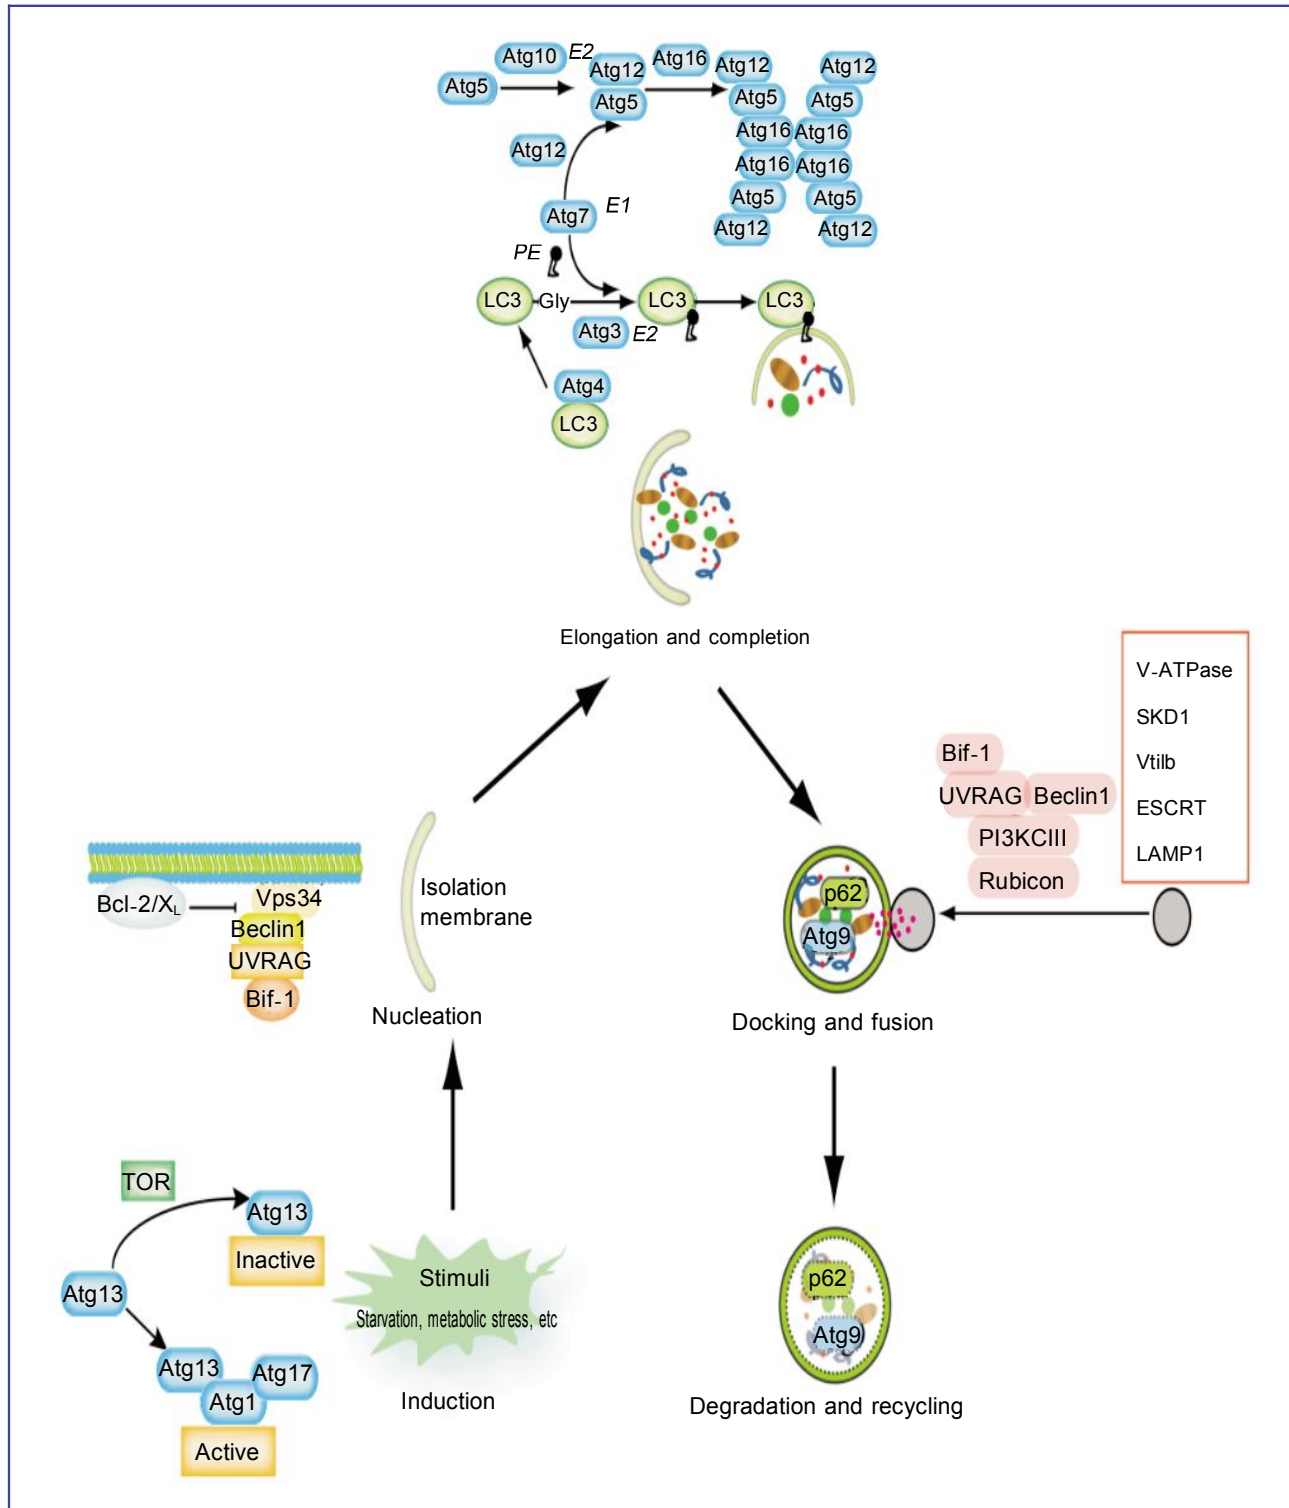 Atg10 E2
Atg5
Atg12
Atg5
Atg16
Atg12
Atg5
Atg16
Atg16
Atg5
Atg12
Atg12
Atg5
Atg16
Atg16
Atg5
Atg12
Atg12
Atg7 E1
PE
LC3 Gly
LC3
LC3
Atg3 E2
Atg4
LC3
Elongation and completion
V-ATPase
SKD1
Vtilb
ESCRT
LAMP1
Bif-1
UVRAG Beclin1
PI3KCIII
Rubicon
Bcl-2/XL
Vps34
Beclin1
UVRAG
Bif-1
Isolation
membrane
Nucleation
p62
Atg9
Docking and fusion
TOR
Atg13
Inactive
Atg13
Atg13
Atg17
Atg1
Active
Stimuli
Starvation, metabolic stress, etc
Induction
p62
Atg9
Degradation and recycling